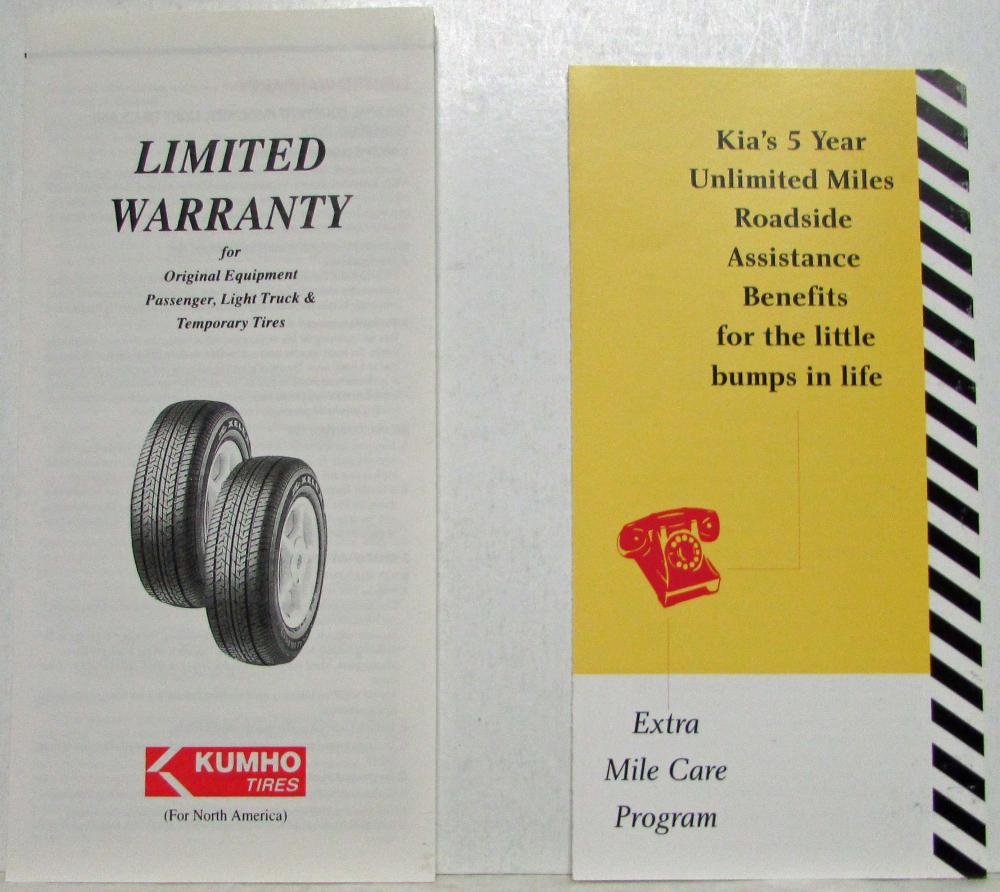 LIMITED
WARRANTY
for
Original Equipment
Passenger, Light Truck &
Temporary Tires
KUMHO
TIRES
(For North America)
Kia's 5 Year
Unlimited Miles
Roadside
Assistance
Benefits
for the little
bumps in life
Extra
Mile Care
Program